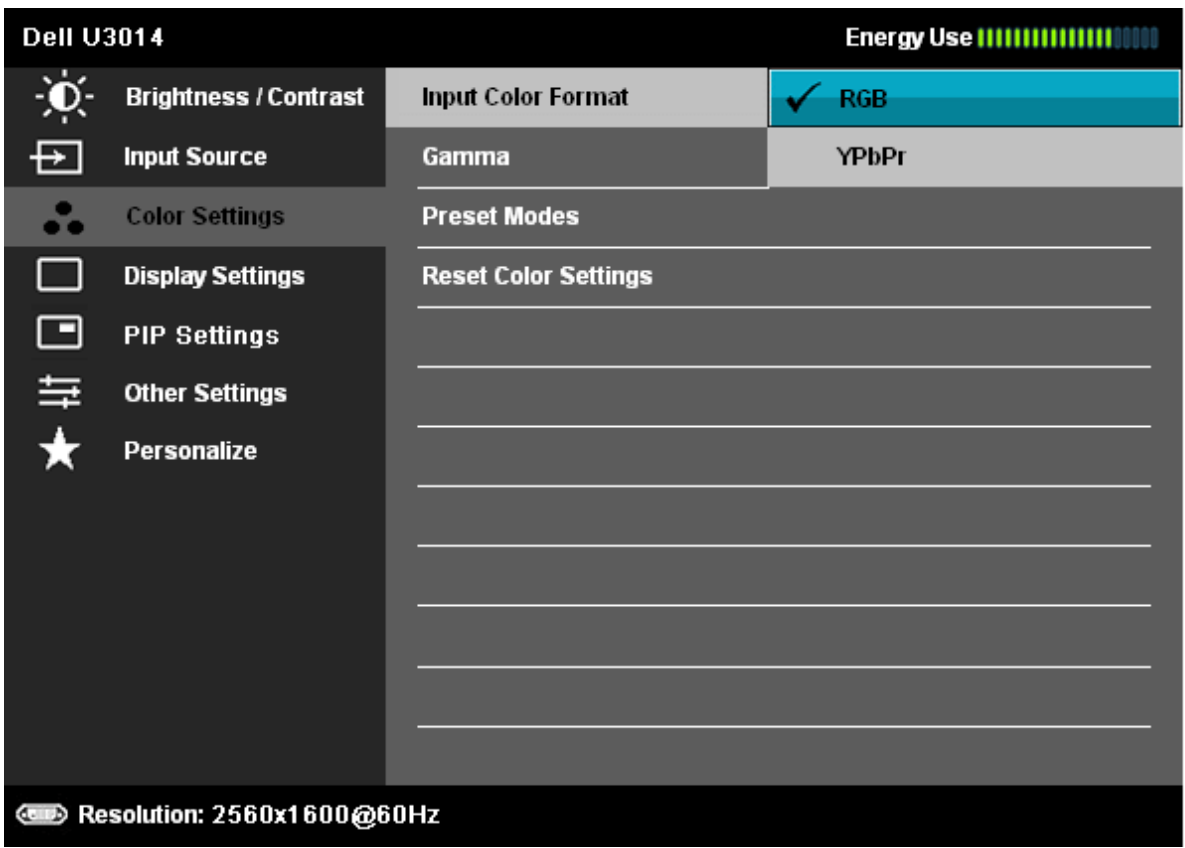 Dell U3014
Energy Use
Brightness / Contrast
Input Color Format
RGB
Input Source
Gamma
YPbPr
Color Settings
Preset Modes
Display Settings
Reset Color Settings
PIP Settings
Other Settings
Personalize
Resolution: 2560x1600@60Hz